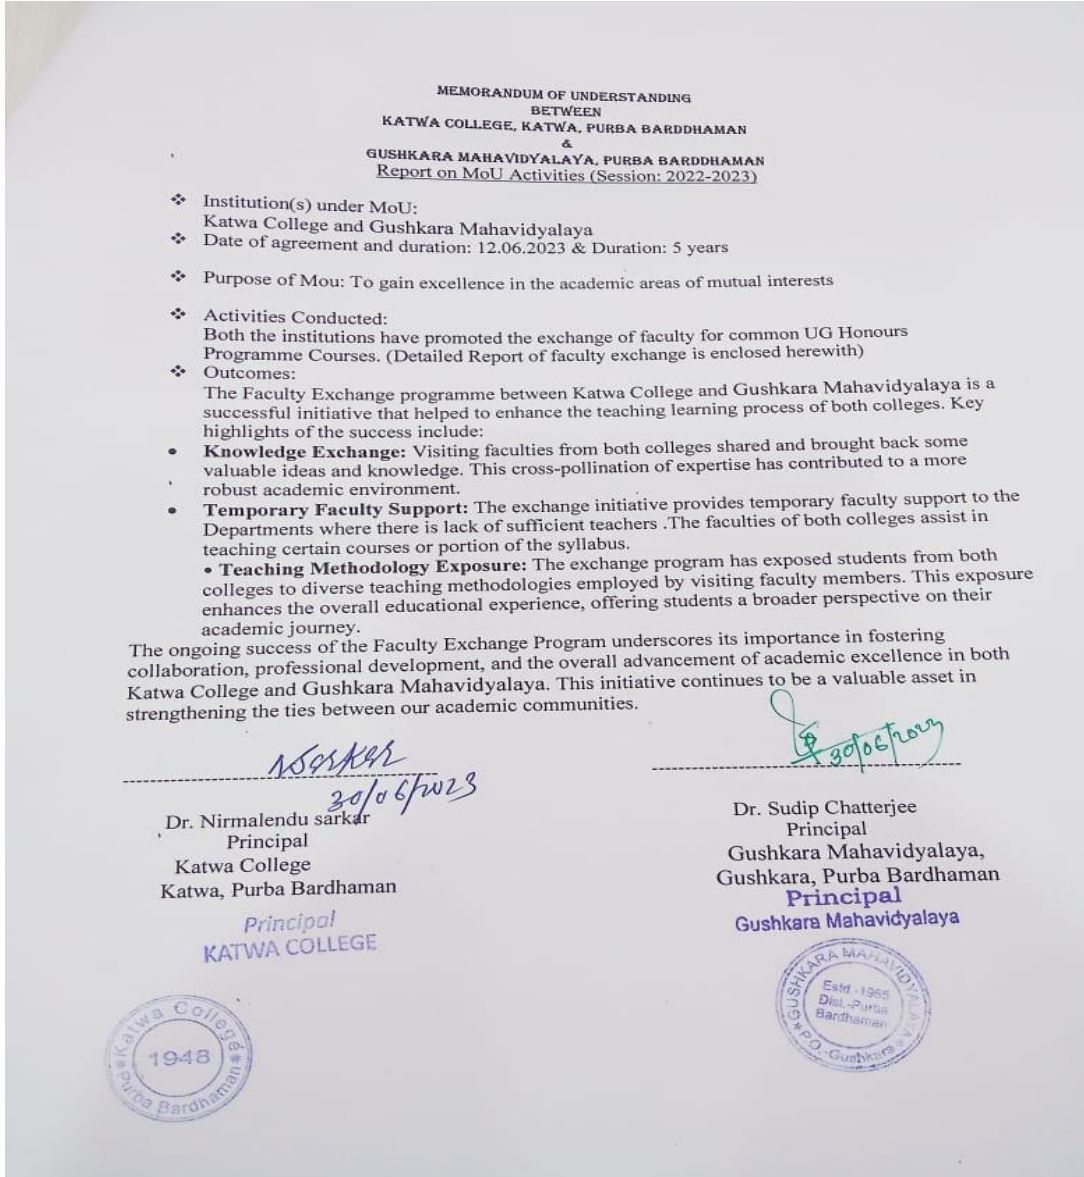 MEMORANDUM OF UNDERSTANDING
BETWEEN
KATWA COLLEGE, KATWA, PURBA BARDDHAMAN
&
GUSHKARA MAHAVIDYALAYA, PURBA BARDDHAMAN
Report on MoU Activities (Session: 2022-2023)
❖ Institution(s) under MoU:
Katwa College and Gushkara Mahavidyalaya
❖ Date of agreement and duration: 12.06.2023 & Duration: 5 years
❖ Purpose of Mou: To gain excellence in the academic areas of mutual interests
❖ Activities Conducted:
Both the institutions have promoted the exchange of faculty for common UG Honours
Programme Courses. (Detailed Report of faculty exchange is enclosed herewith)
❖ Outcomes:
The Faculty Exchange programme between Katwa College and Gushkara Mahavidyalaya is a
successful initiative that helped to enhance the teaching learning process of both colleges. Key
highlights of the success include:
• Knowledge Exchange: Visiting faculties from both colleges shared and brought back some
valuable ideas and knowledge. This cross-pollination of expertise has contributed to a more
robust academic environment.
• Temporary Faculty Support: The exchange initiative provides temporary faculty support to the
Departments where there is lack of sufficient teachers .The faculties of both colleges assist in
teaching certain courses or portion of the syllabus.
• Teaching Methodology Exposure: The exchange program has exposed students from both
colleges to diverse teaching methodologies employed by visiting faculty members. This exposure
enhances the overall educational experience, offering students a broader perspective on their
academic journey.
The ongoing success of the Faculty Exchange Program underscores its importance in fostering
collaboration, professional development, and the overall advancement of academic excellence in both
Katwa College and Gushkara Mahavidyalaya. This initiative continues to be a valuable asset in
strengthening the ties between our academic communities.
NSarkar
30/06/2023
Dr. Nirmalendu sarkar
Principal
Katwa College
Katwa, Purba Bardhaman
Principal
KATWA COLLEGE
Katwa College
1948
Purba Bardhaman
30/06/2023
Dr. Sudip Chatterjee
Principal
Gushkara Mahavidyalaya,
Gushkara, Purba Bardhaman
Principal
Gushkara Mahavidyalaya
GUSHKARA MAHAVIDYALAYA
Estd.-1965
Dist.-Purba
Bardhaman
P.O.-Gushkara